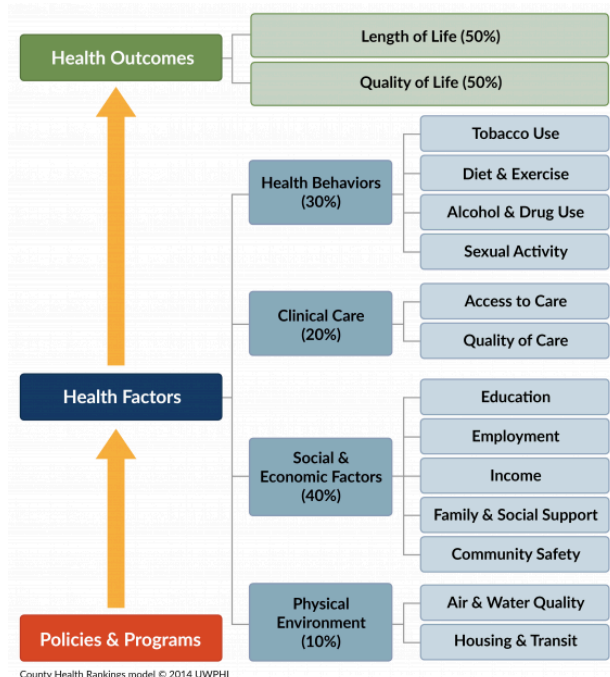 Health Outcomes
Length of Life (50%)
Quality of Life (50%)
Health Factors
Health Behaviors
(30%)
Tobacco Use
Diet & Exercise
Alcohol & Drug Use
Sexual Activity
Clinical Care
(20%)
Access to Care
Quality of Care
Social &
Economic Factors
(40%)
Education
Employment
Income
Family & Social Support
Community Safety
Physical
Environment
(10%)
Air & Water Quality
Housing & Transit
Policies & Programs
County Health Rankings model © 2014 UWPHI